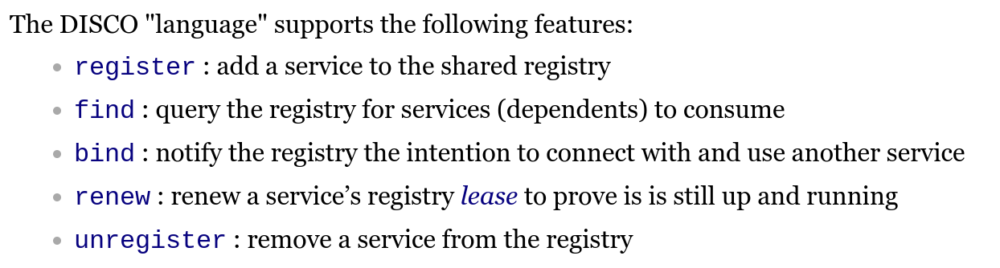 The DISCO "language" supports the following features:
• register : add a service to the shared registry
• find : query the registry for services (dependents) to consume
• bind : notify the registry the intention to connect with and use another service
• renew : renew a service’s registry lease to prove is is still up and running
• unregister : remove a service from the registry